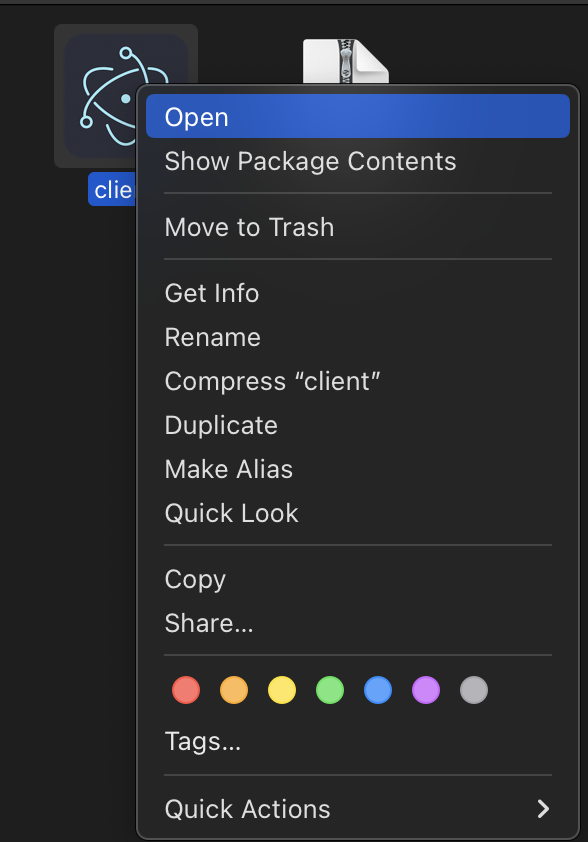 Open
Show Package Contents
clie
Move to Trash
Get Info
Rename
Compress “client”
Duplicate
Make Alias
Quick Look
Copy
Share...
Tags...
Quick Actions